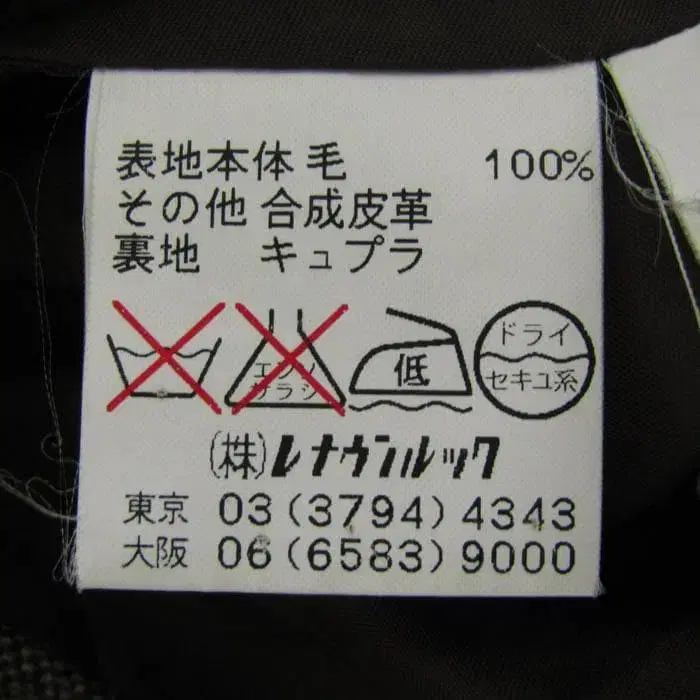 表地本体 毛 100%
その他 合成皮革
裏地 キュプラ
エンソ
サラシ
低
ドライ
セキユ系
(株)レナウンルック
東京 03(3794)4343
大阪 06(6583)9000